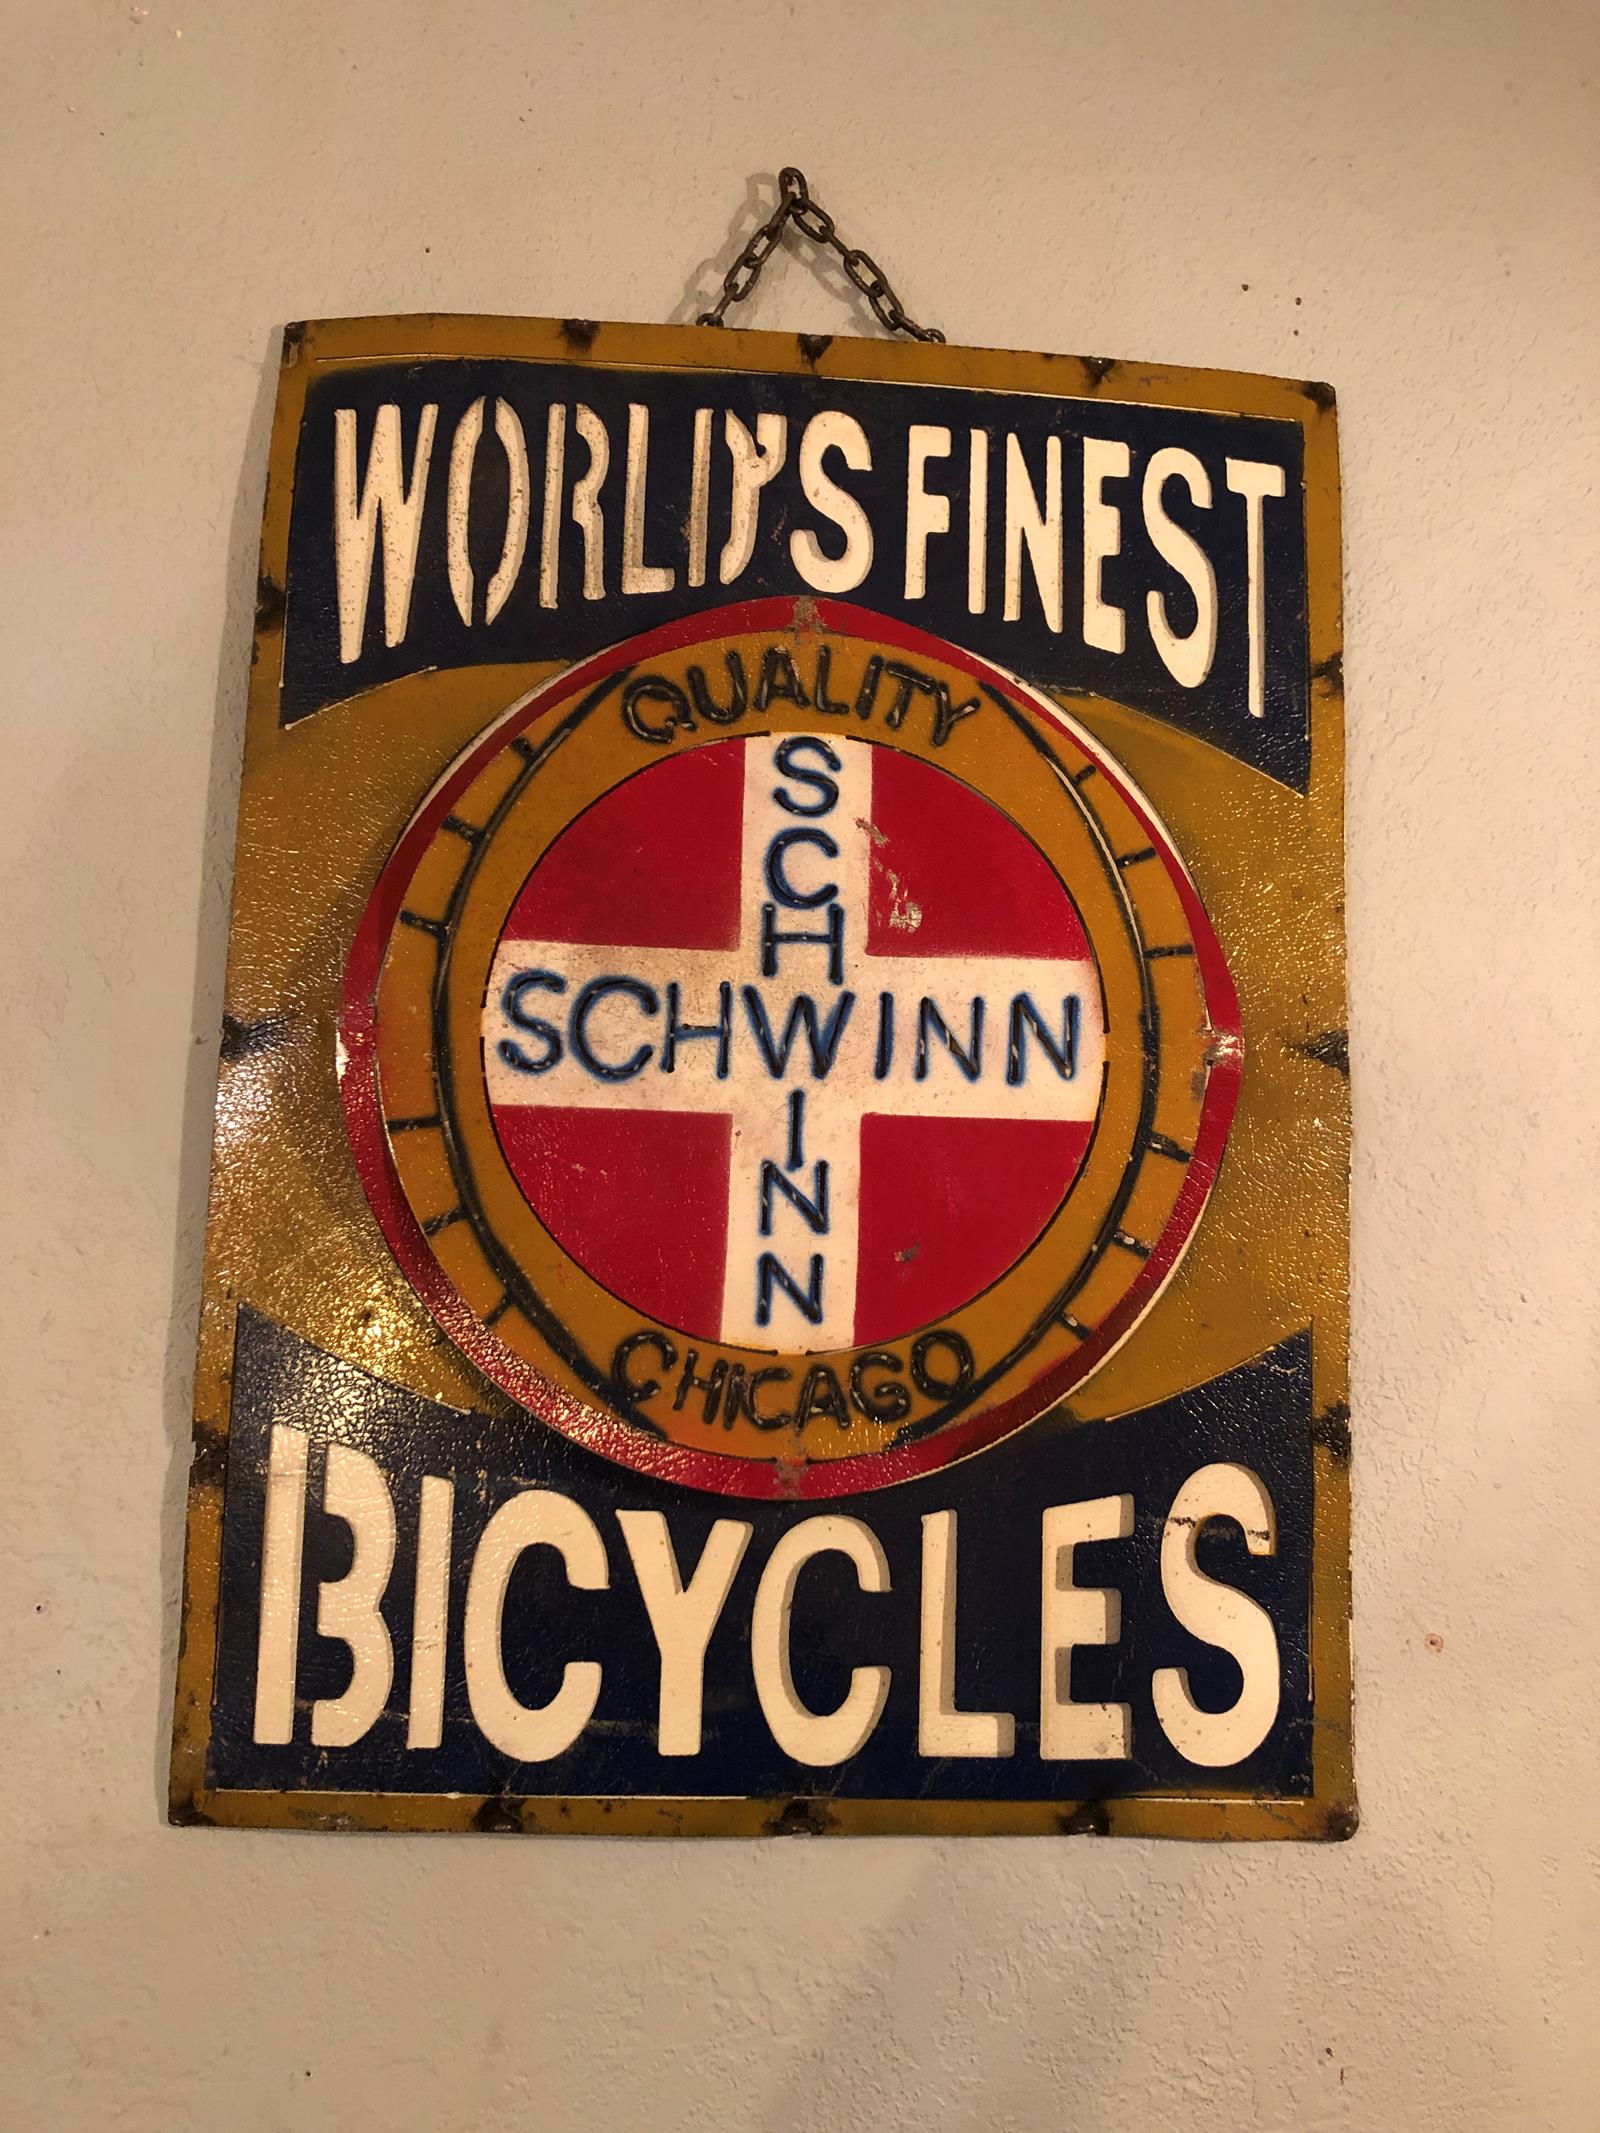 WORLD'S FINEST
QUALITY
SCHWINN
SCHWINN
CHICAGO
BICYCLES